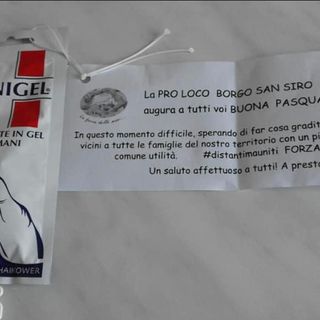 NIGEL
TE IN GEL
MANI
La PRO LOCO BORGO SAN SIRO
augura a tutti voi BUONA PASQUA
In questo momento difficile, sperando di far cosa gradit
vicini a tutte le famiglie del nostro territorio con un pi
comune utilità. #distantimauniti FORZA
Un saluto affettuoso a tutti! A presto